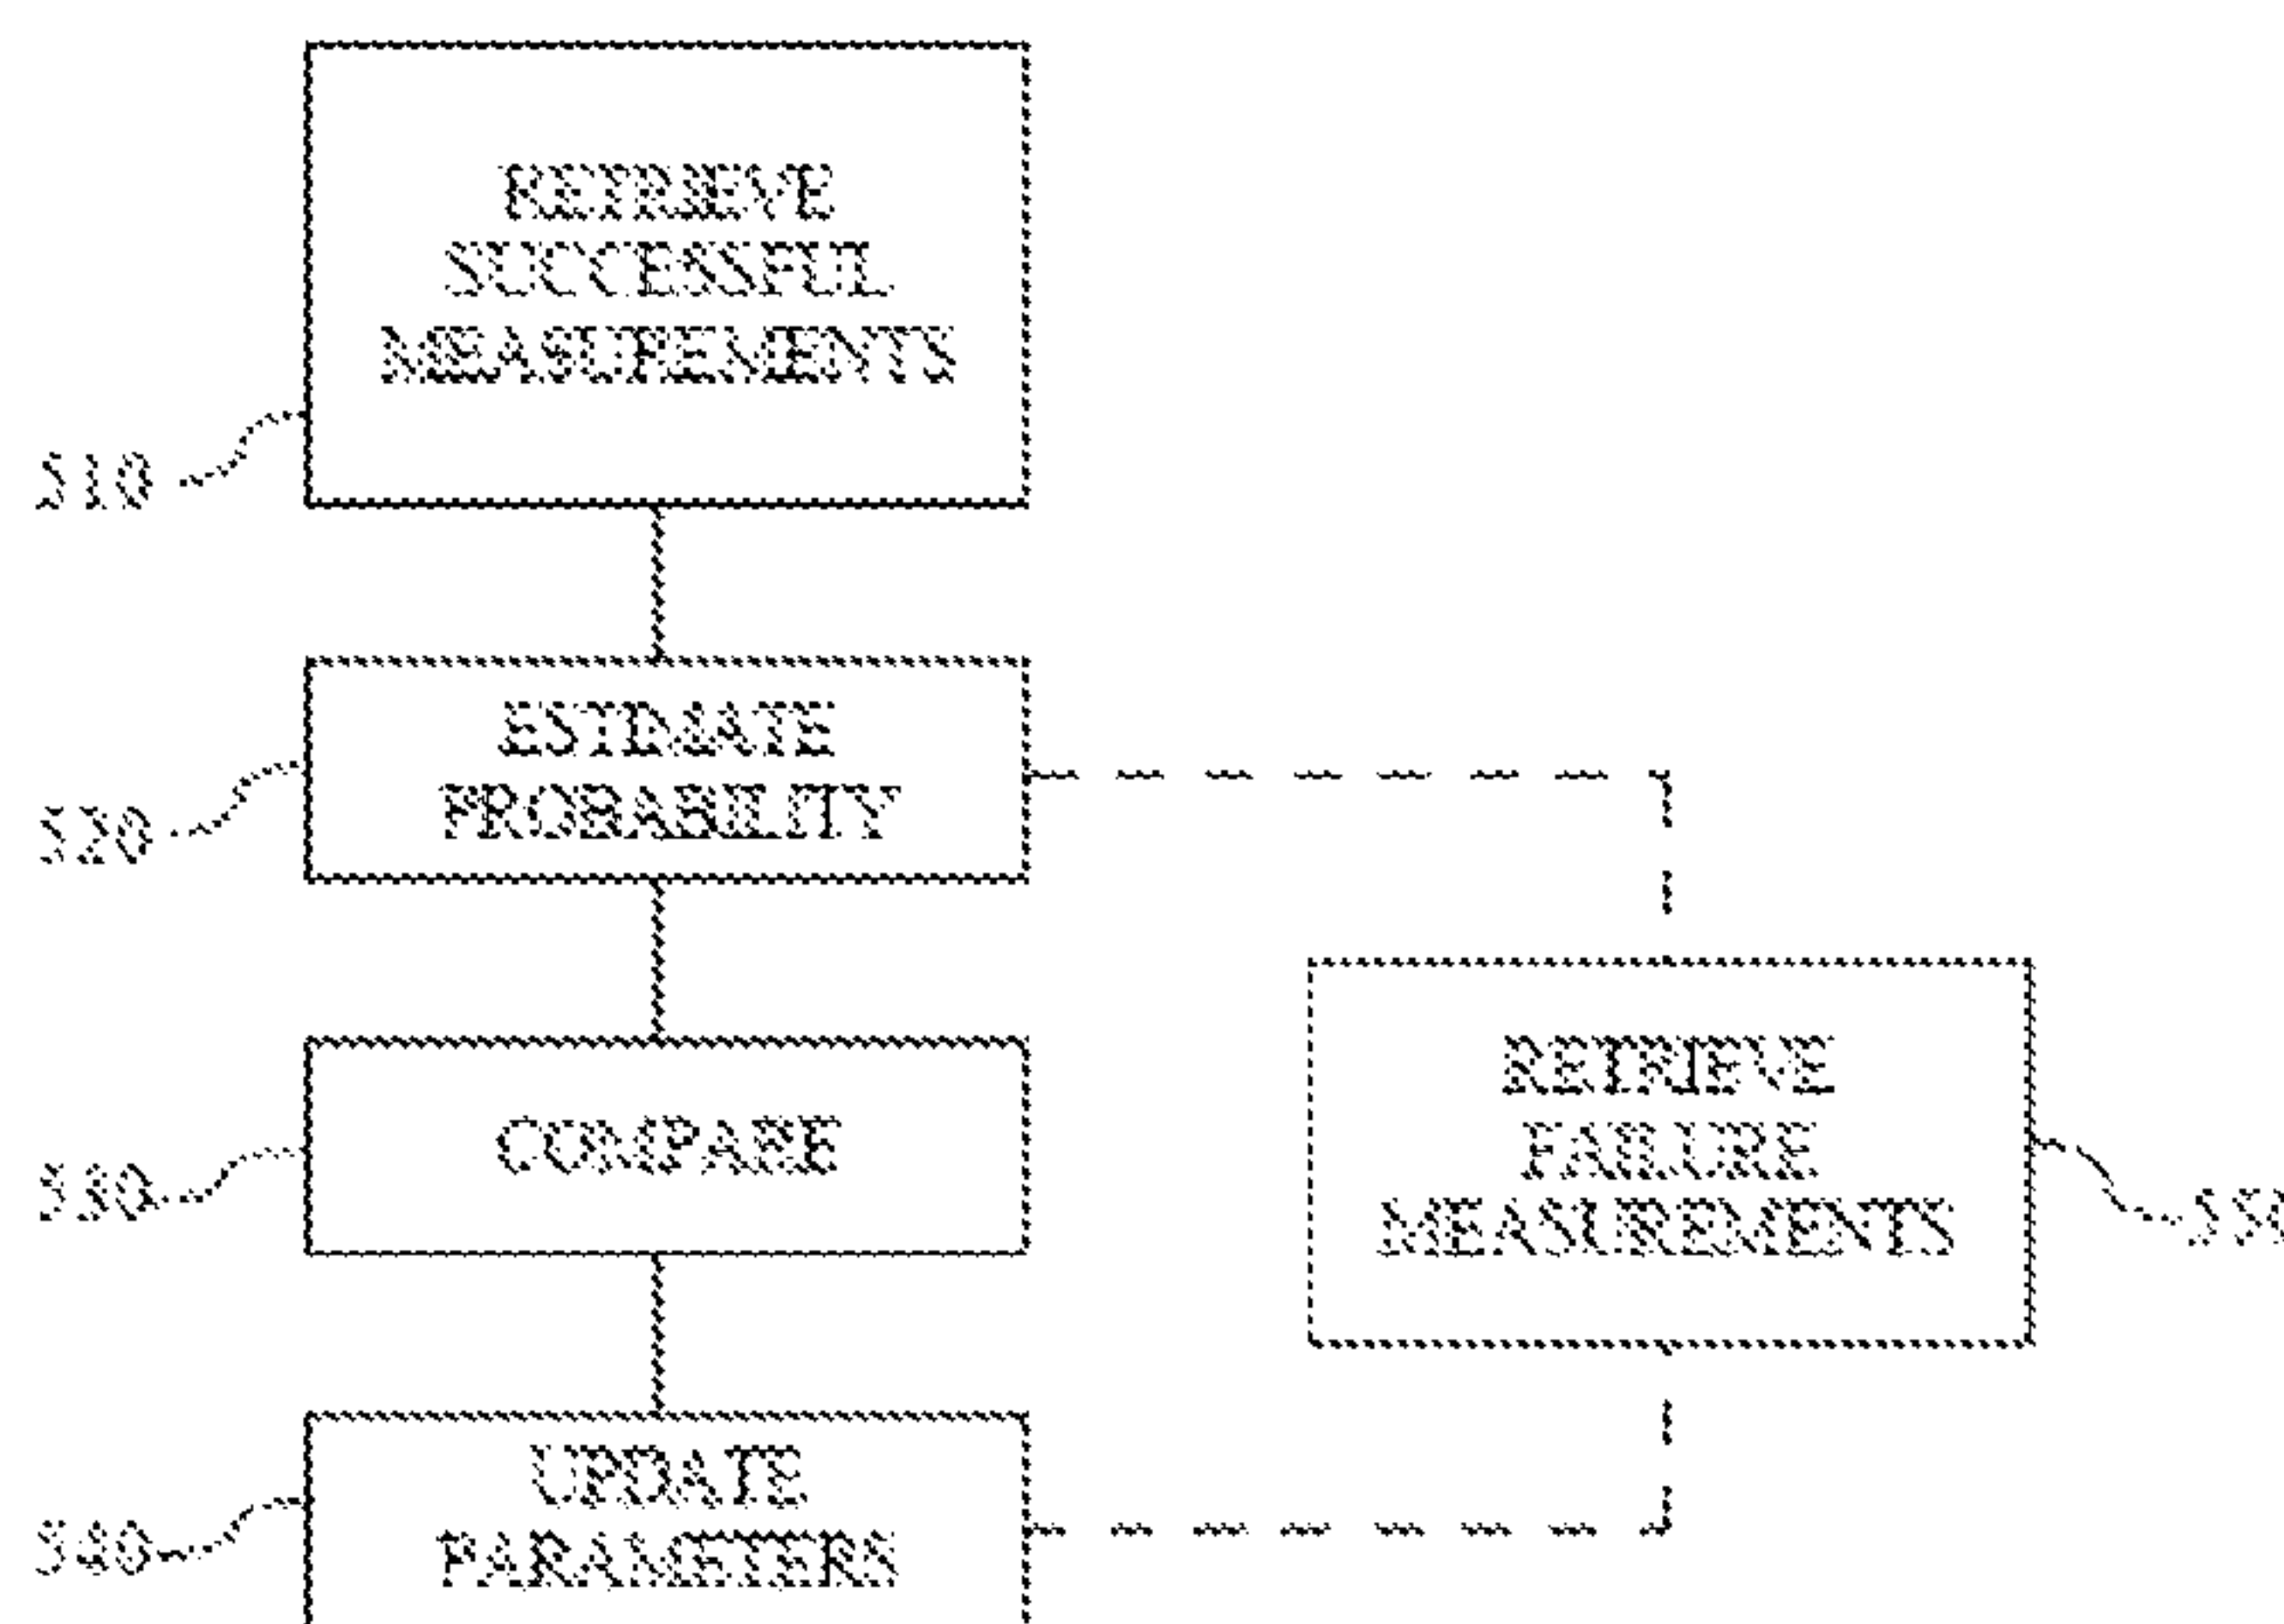 RETRIEVE
SUCCESSFUL
MEASUREMENTS
510
ESTIMATE
PROBABILITY
520
COMPARE
530
RETRIEVE
FAILURE
MEASUREMENTS
UPDATE
PARAMETERS
540